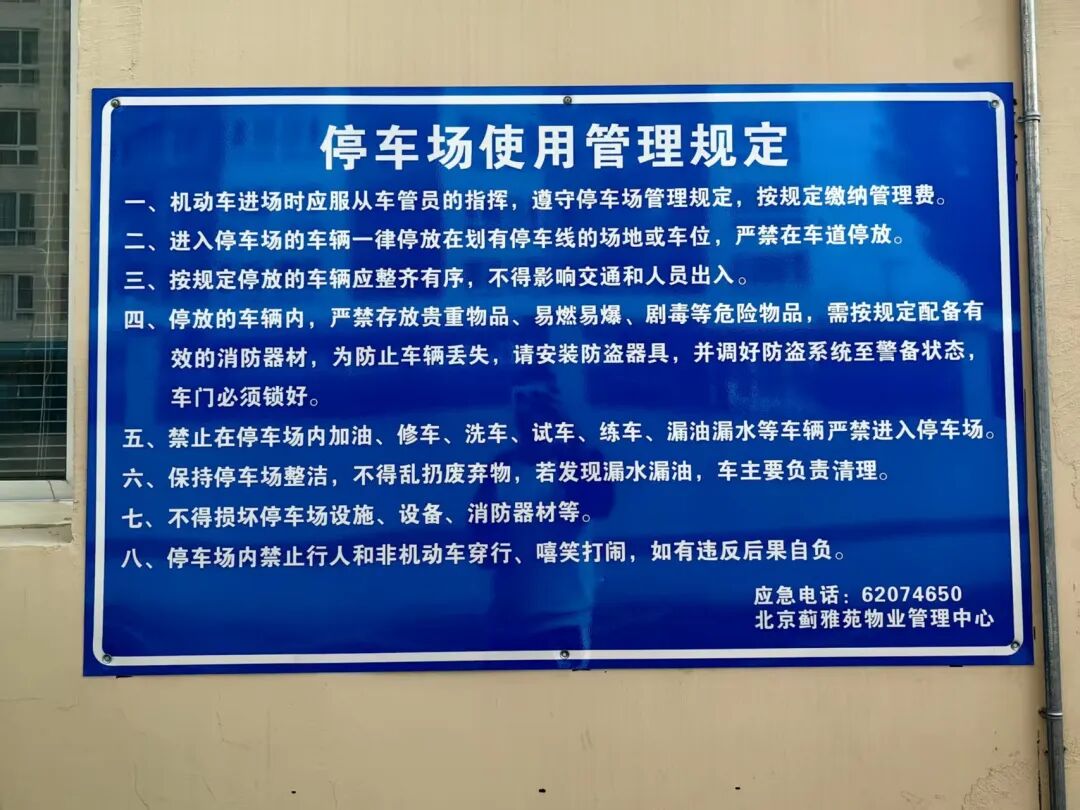 停车场使用管理规定
一、机动车进场时应服从车管员的指挥，遵守停车场管理规定，按规定缴纳管理费。
二、进入停车场的车辆一律停放在划有停车线的场地或车位，严禁在车道停放。
三、按规定停放的车辆应整齐有序，不得影响交通和人员出入。
四、停放的车辆内，严禁存放贵重物品、易燃易爆、剧毒等危险物品，需按规定配备有
效的消防器材，为防止车辆丢失，请安装防盗器具，并调好防盗系统至警备状态，
车门必须锁好。
五、禁止在停车场内加油、修车、洗车、试车、练车、漏油漏水等车辆严禁进入停车场。
六、保持停车场整洁，不得乱扔废弃物，若发现漏水漏油，车主要负责清理。
七、不得损坏停车场设施、设备、消防器材等。
八、停车场内禁止行人和非机动车穿行、嘻笑打闹，如有违反后果自负。
应急电话：62074650
北京蓟雅苑物业管理中心